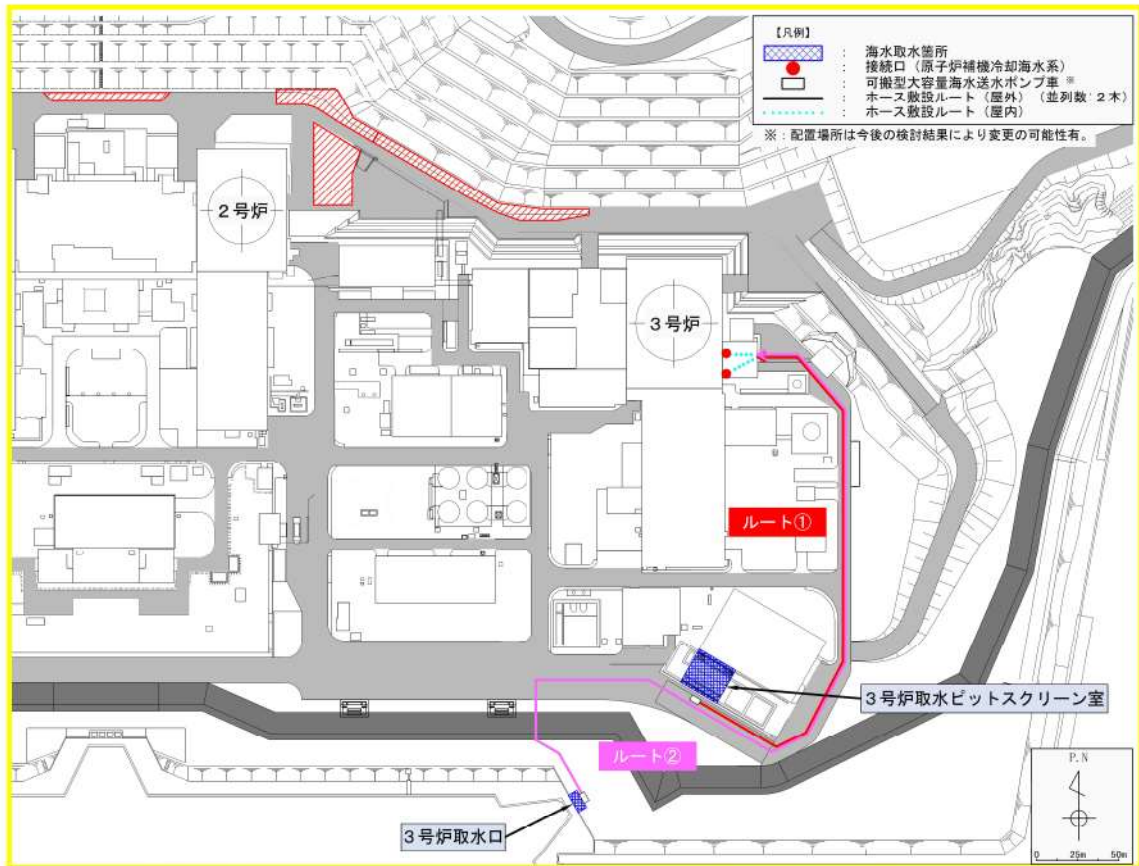 【凡例】
： 海水取水箇所
： 接続口（原子炉補機冷却海水系）
： 可搬型大容量海水送水ポンプ車 ※
： ホース敷設ルート（屋外）（並列数：2本）
： ホース敷設ルート（屋内）
※：配置場所は今後の検討結果により変更の可能性有。
2号炉
3号炉
ルート①
3号炉取水ピットスクリーン室
ルート②
3号炉取水口
P.N
0 25m 50m